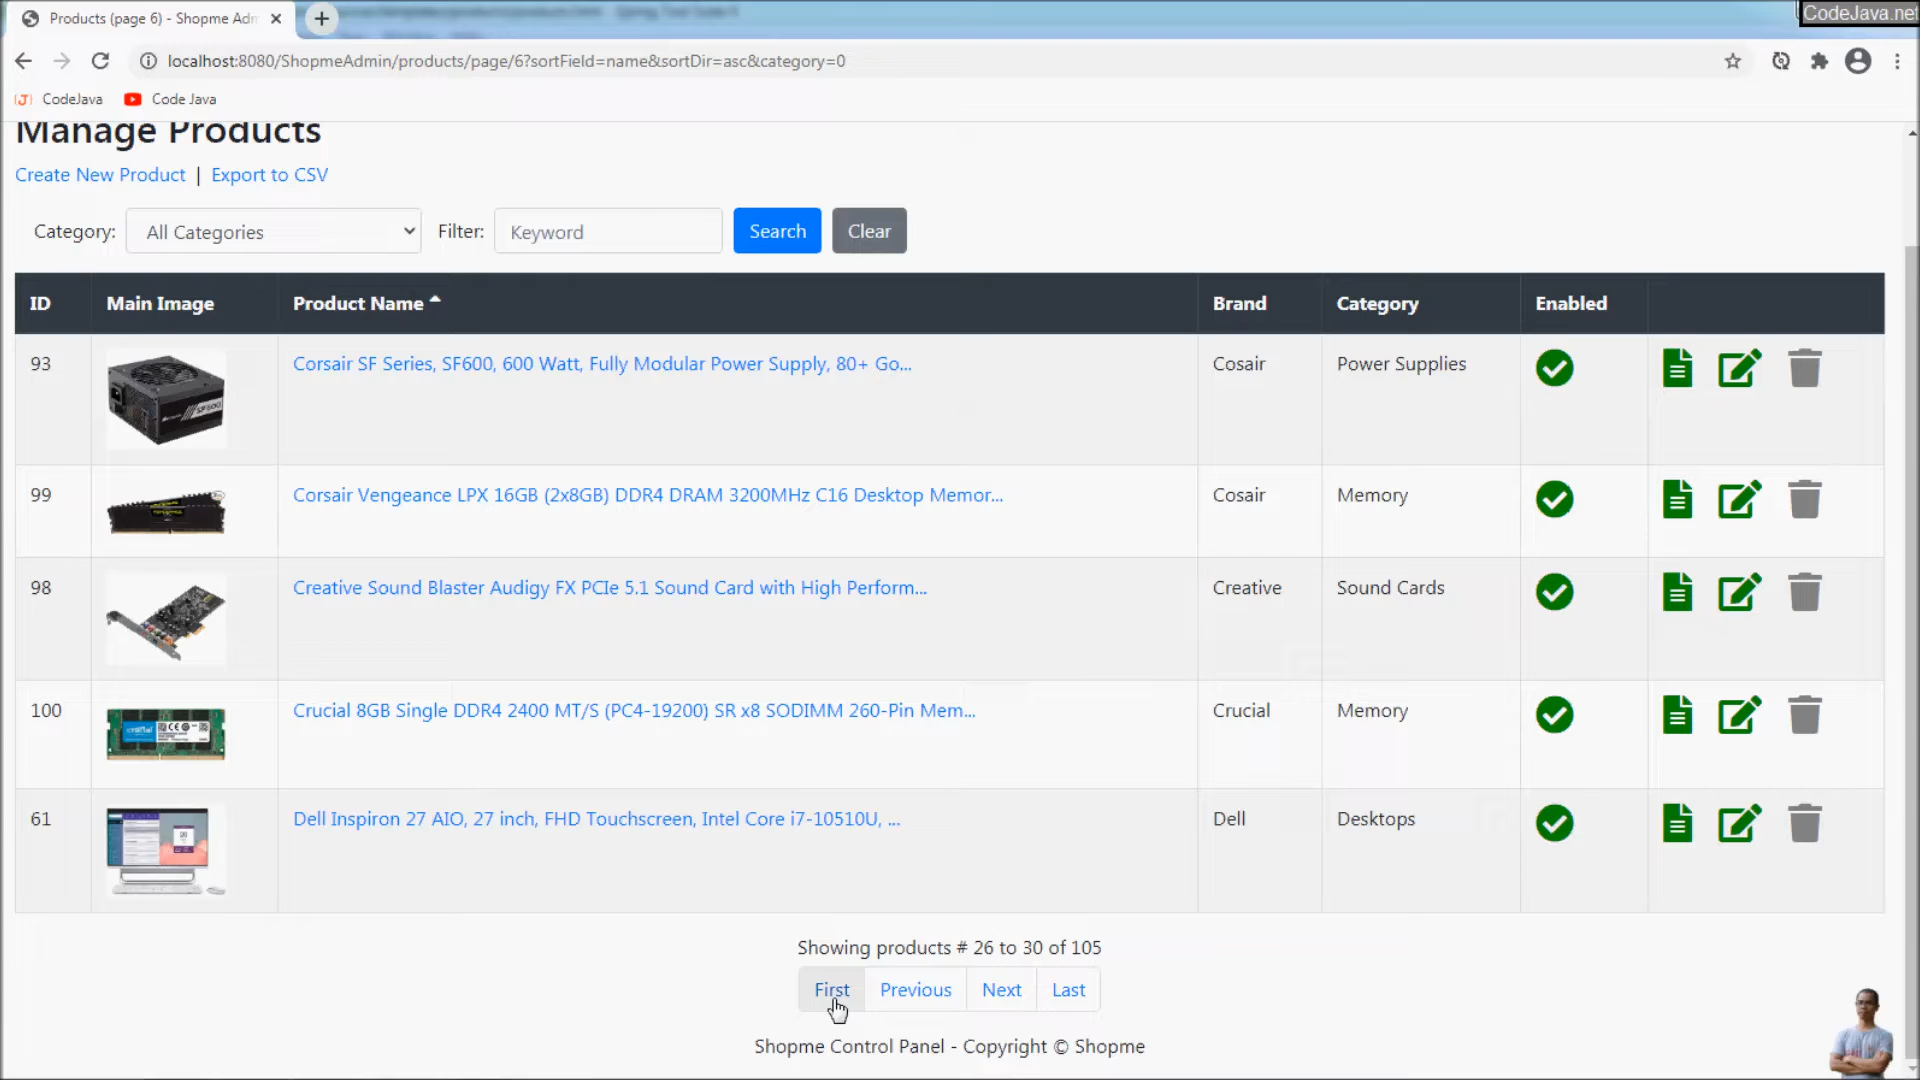 Products (page 6) - Shopme Adm
CodeJava.net
localhost:8080/ShopmeAdmin/products/page/6?sortField=name&sortDir=asc&category=0
CodeJava Code Java
Manage Products
Create New Product | Export to CSV
Category: All Categories Filter: Keyword Search Clear
ID Main Image Product Name Brand Category Enabled
93 Corsair SF Series, SF600, 600 Watt, Fully Modular Power Supply, 80+ Go... Cosair Power Supplies
99 Corsair Vengeance LPX 16GB (2x8GB) DDR4 DRAM 3200MHz C16 Desktop Memor... Cosair Memory
98 Creative Sound Blaster Audigy FX PCIe 5.1 Sound Card with High Perform... Creative Sound Cards
100 Crucial 8GB Single DDR4 2400 MT/S (PC4-19200) SR x8 SODIMM 260-Pin Mem... Crucial Memory
61 Dell Inspiron 27 AIO, 27 inch, FHD Touchscreen, Intel Core i7-10510U, ... Dell Desktops
Showing products # 26 to 30 of 105
First Previous Next Last
Shopme Control Panel - Copyright © Shopme